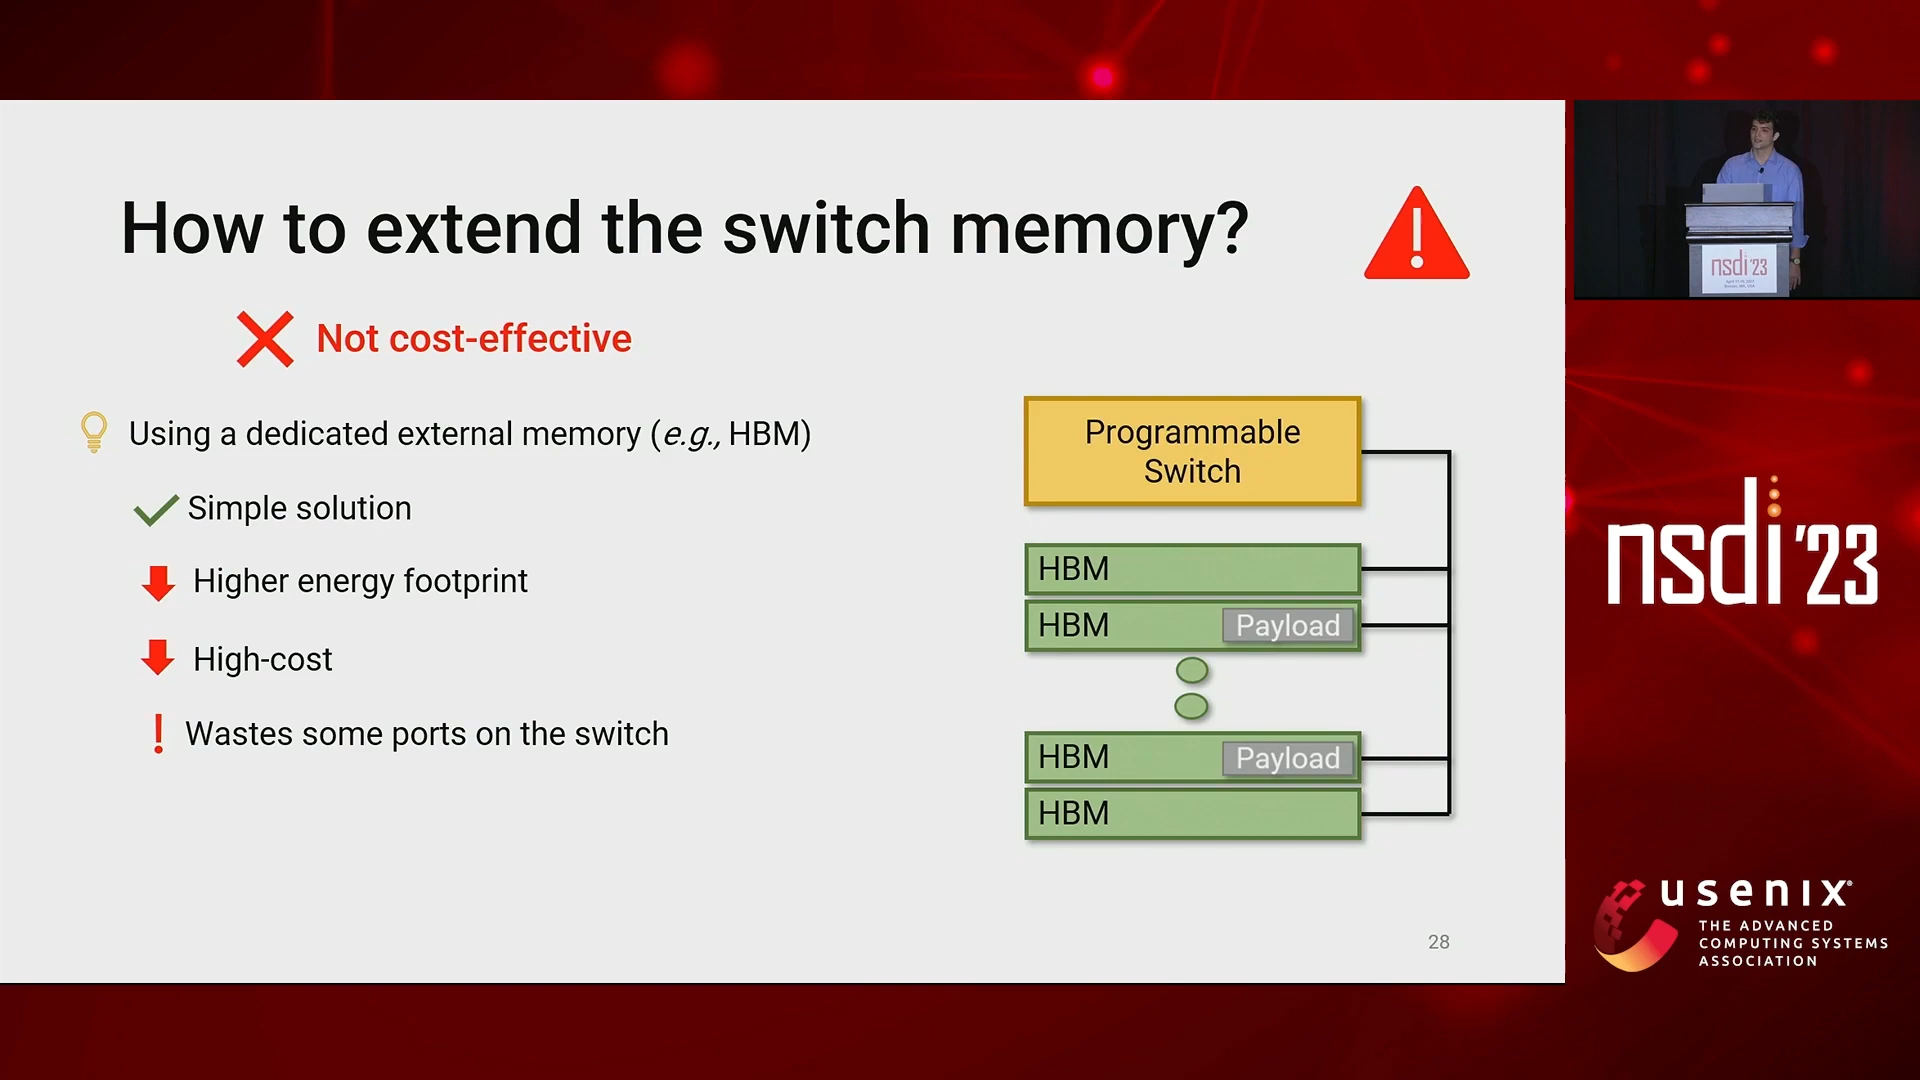 How to extend the switch memory?
Not cost-effective
Using a dedicated external memory (e.g., HBM)
Simple solution
Higher energy footprint
High-cost
Wastes some ports on the switch
Programmable
Switch
HBM
HBM Payload
HBM Payload
HBM
28
nsdi '23
nsdi '23
usenix®
THE ADVANCED
COMPUTING SYSTEMS
ASSOCIATION